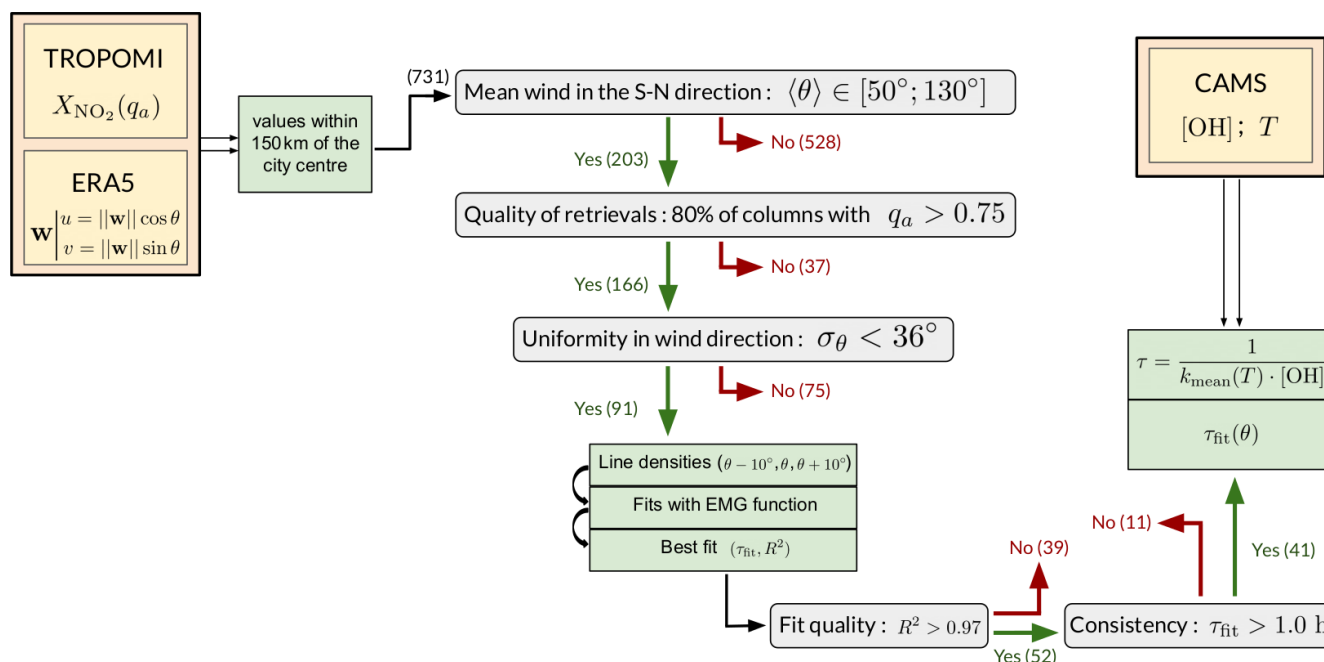 TROPOMI
X_NO₂(q_a)
ERA5
w | u = ||w|| cos θ
v = ||w|| sin θ
values within
150 km of the
city centre
(731)
Mean wind in the S-N direction : ⟨θ⟩ ∈ [50°; 130°]
Yes (203)
No (528)
Quality of retrievals : 80% of columns with q_a > 0.75
Yes (166)
No (37)
Uniformity in wind direction : σ_θ < 36°
Yes (91)
No (75)
Line densities (θ − 10°, θ, θ + 10°)
Fits with EMG function
Best fit (τ_fit, R²)
Fit quality : R² > 0.97
No (39)
Yes (52)
Consistency : τ_fit > 1.0 h
No (11)
Yes (41)
CAMS
[OH] ; T
τ = 1 / (k_mean(T) · [OH])
τ_fit(θ)